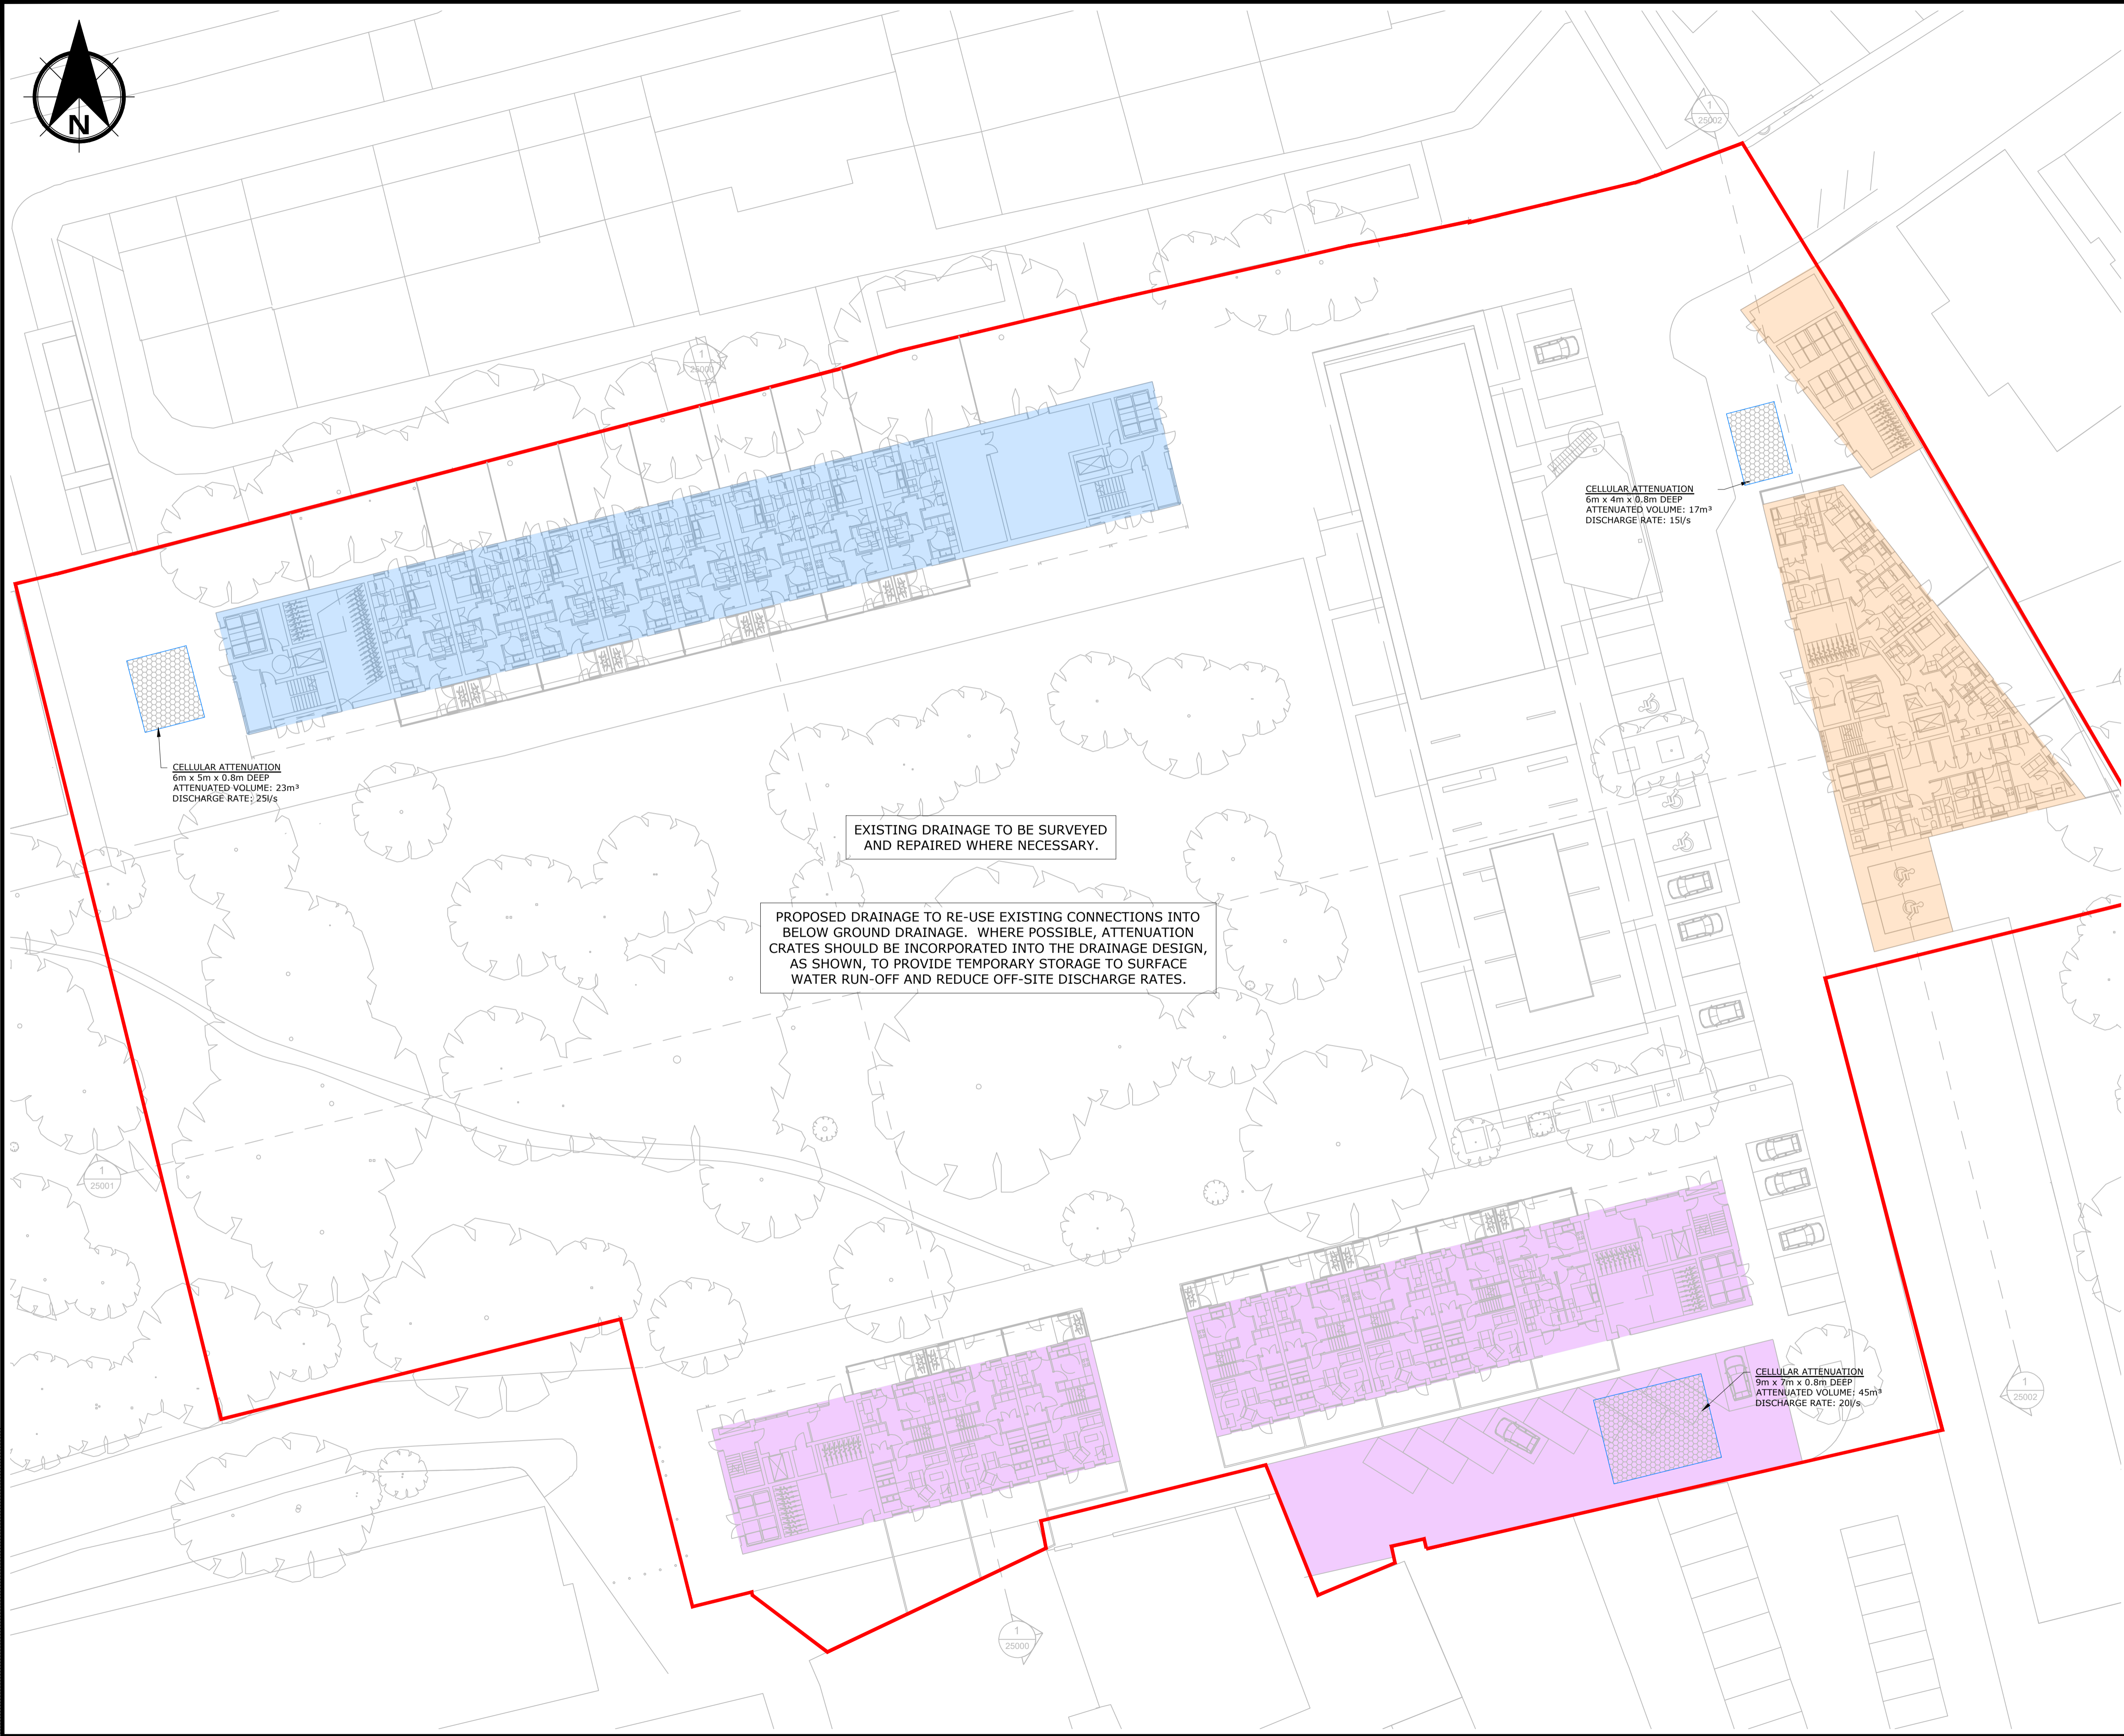 N
1
25002
1
25000
CELLULAR ATTENUATION
6m x 4m x 0.8m DEEP
ATTENUATED VOLUME: 17m³
DISCHARGE RATE: 15l/s
CELLULAR ATTENUATION
6m x 5m x 0.8m DEEP
ATTENUATED VOLUME: 23m³
DISCHARGE RATE: 25l/s
EXISTING DRAINAGE TO BE SURVEYED
AND REPAIRED WHERE NECESSARY.
PROPOSED DRAINAGE TO RE-USE EXISTING CONNECTIONS INTO
BELOW GROUND DRAINAGE. WHERE POSSIBLE, ATTENUATION
CRATES SHOULD BE INCORPORATED INTO THE DRAINAGE DESIGN,
AS SHOWN, TO PROVIDE TEMPORARY STORAGE TO SURFACE
WATER RUN-OFF AND REDUCE OFF-SITE DISCHARGE RATES.
1
25001
CELLULAR ATTENUATION
9m x 7m x 0.8m DEEP
ATTENUATED VOLUME: 45m³
DISCHARGE RATE: 20l/s
1
25002
1
25000